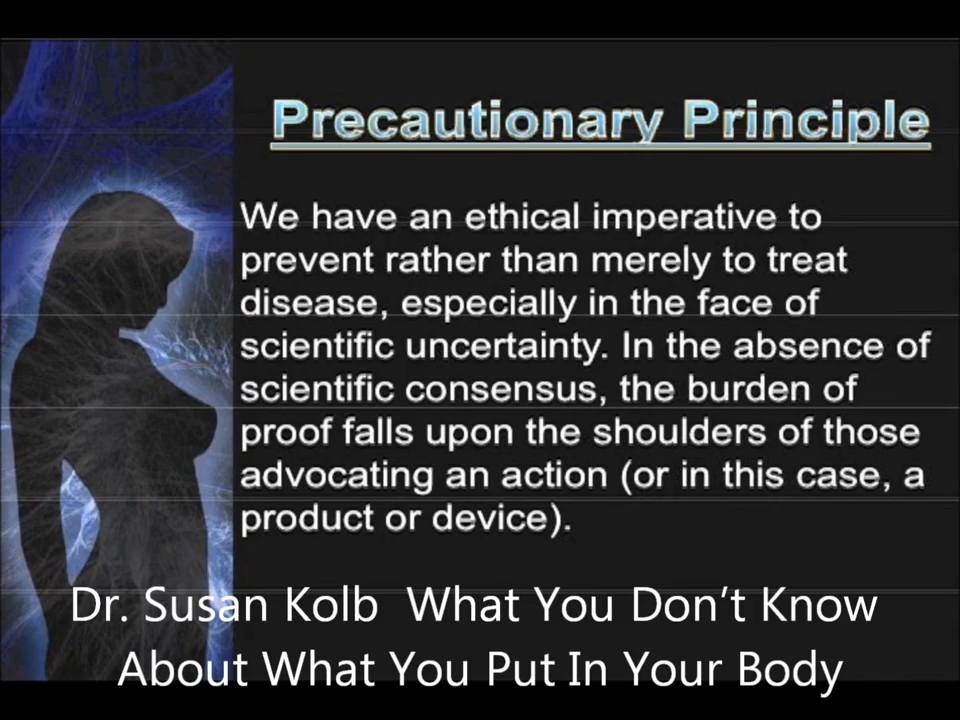 Precautionary Principle
We have an ethical imperative to
prevent rather than merely to treat
disease, especially in the face of
scientific uncertainty. In the absence of
scientific consensus, the burden of
proof falls upon the shoulders of those
advocating an action (or in this case, a
product or device).
Dr. Susan Kolb  What You Don't Know
About What You Put In Your Body